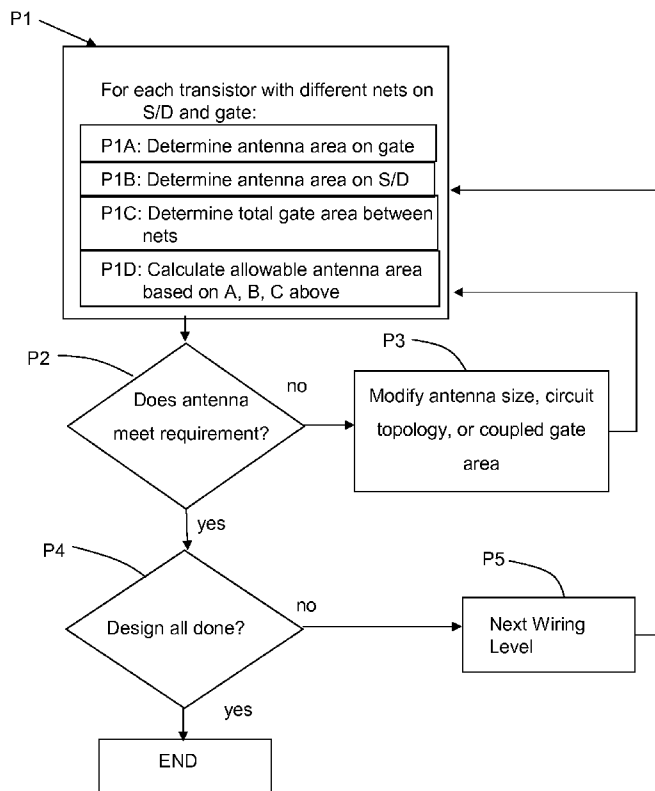 P1
For each transistor with different nets on
S/D and gate:
P1A: Determine antenna area on gate
P1B: Determine antenna area on S/D
P1C: Determine total gate area between
nets
P1D: Calculate allowable antenna area
based on A, B, C above
P2
Does antenna
meet requirement?
no
P3
Modify antenna size, circuit
topology, or coupled gate
area
yes
P4
Design all done?
no
P5
Next Wiring
Level
yes
END